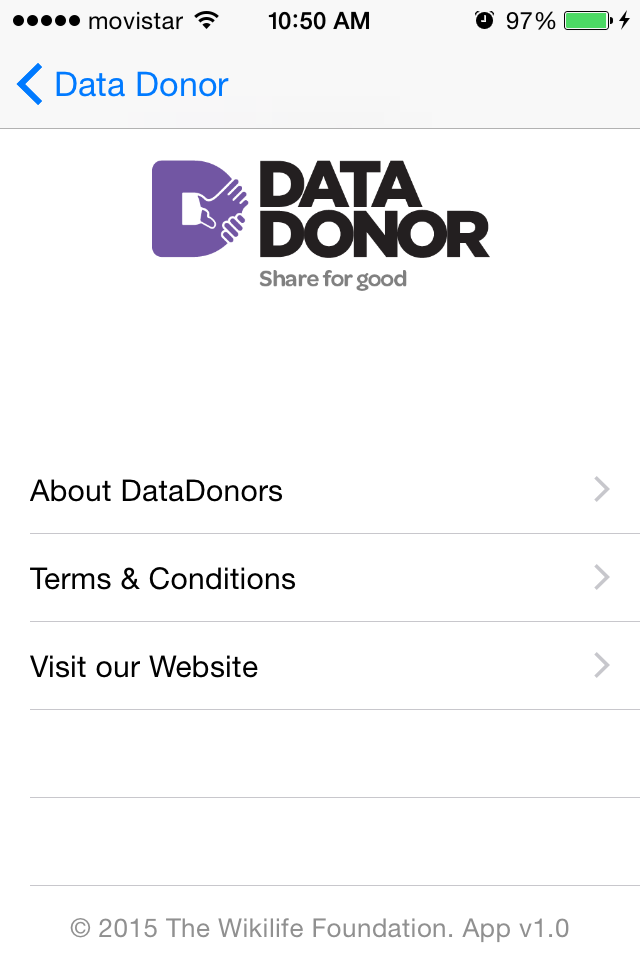 movistar 10:50 AM 97%
Data Donor
DATA
DONOR
Share for good
About DataDonors
Terms & Conditions
Visit our Website
© 2015 The Wikilife Foundation. App v1.0